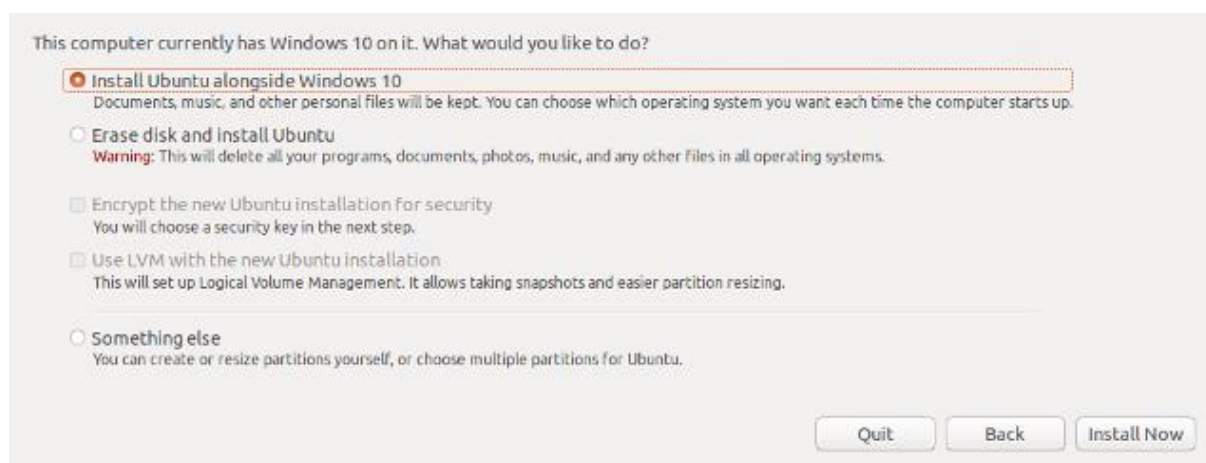 This computer currently has Windows 10 on it. What would you like to do?
Install Ubuntu alongside Windows 10
Documents, music, and other personal files will be kept. You can choose which operating system you want each time the computer starts up.
Erase disk and install Ubuntu
Warning: This will delete all your programs, documents, photos, music, and any other files in all operating systems.
Encrypt the new Ubuntu installation for security
You will choose a security key in the next step.
Use LVM with the new Ubuntu installation
This will set up Logical Volume Management. It allows taking snapshots and easier partition resizing.
Something else
You can create or resize partitions yourself, or choose multiple partitions for Ubuntu.
Quit Back Install Now